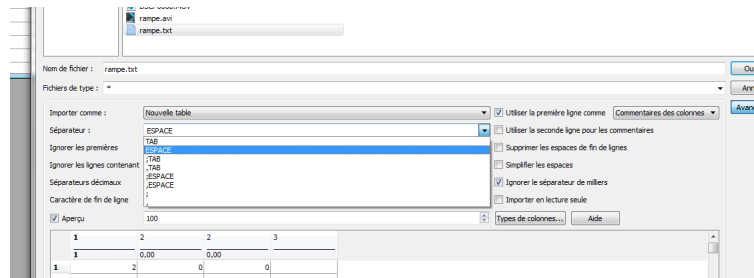 rampe.avi
rampe.txt
Nom de fichier : rampe.txt
Fichiers de type : *
Importer comme : Nouvelle table Utiliser la première ligne comme Commentaires des colonnes
Séparateur : ESPACE Utiliser la seconde ligne pour les commentaires
TAB
Ignorer les premières ESPACE Supprimer les espaces de fin de lignes
;TAB
Ignorer les lignes contenant ,TAB Simplifier les espaces
;ESPACE
Séparateurs décimaux ,ESPACE Ignorer le séparateur de milliers
;
Caractère de fin de ligne , Importer en lecture seule
Aperçu 100 Types de colonnes... Aide
1 2 2 3
1 0,00 0,00
1 2 0 0